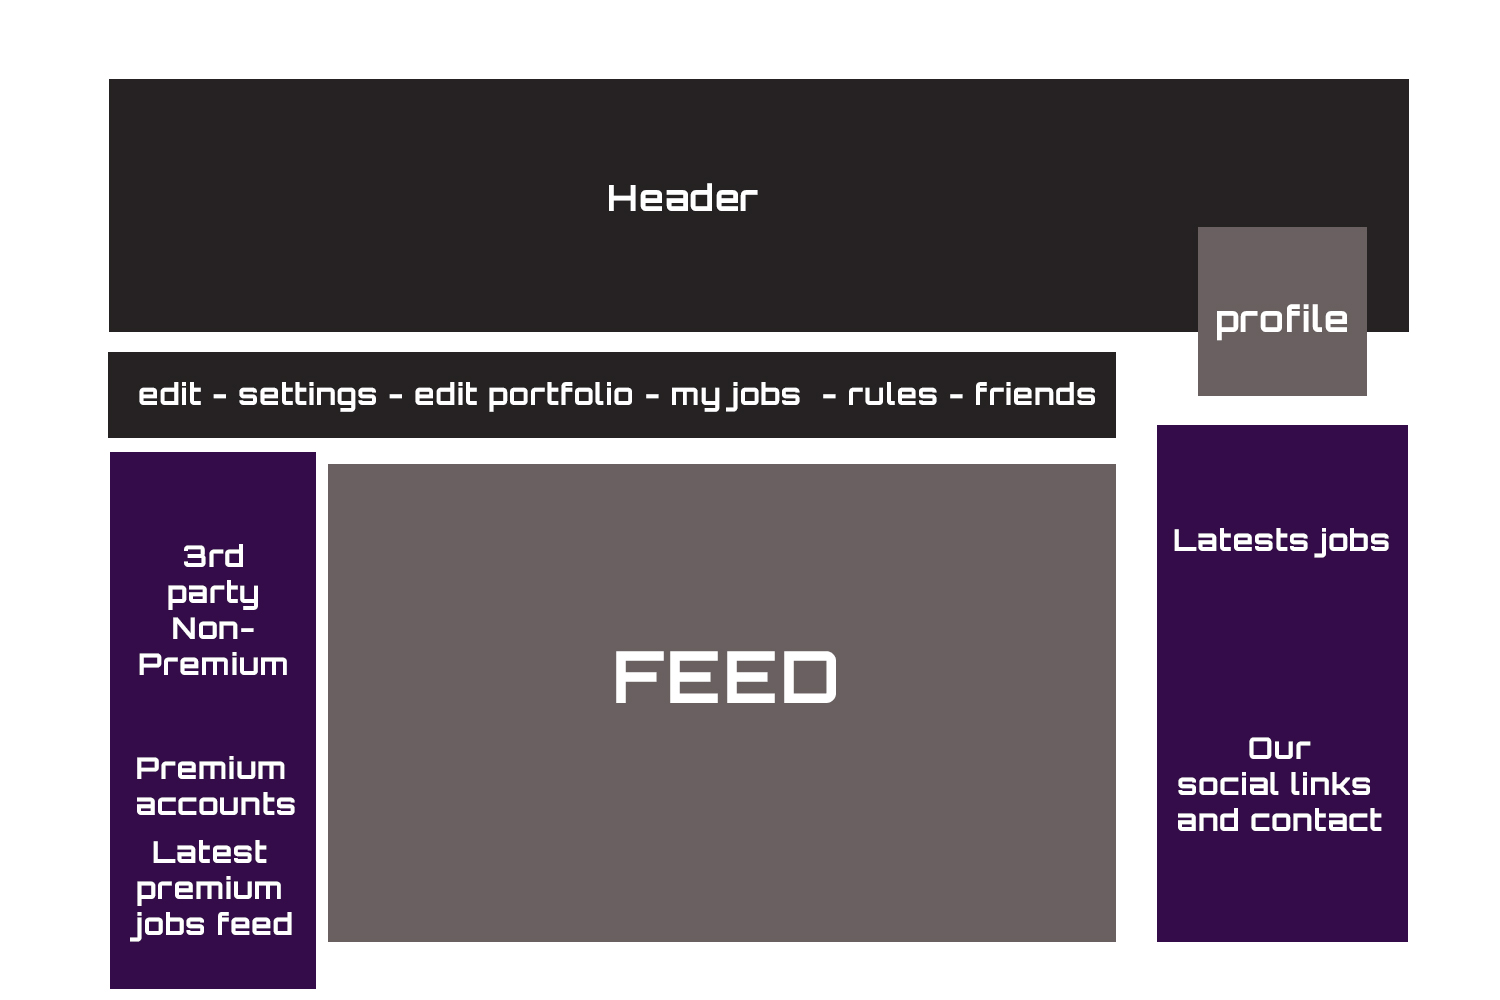 Header
profile
edit - settings - edit portfolio - my jobs - rules - friends
3rd
party
Non-
Premium
Premium
accounts
Latest
premium
jobs feed
FEED
Latests jobs
Our
social links
and contact